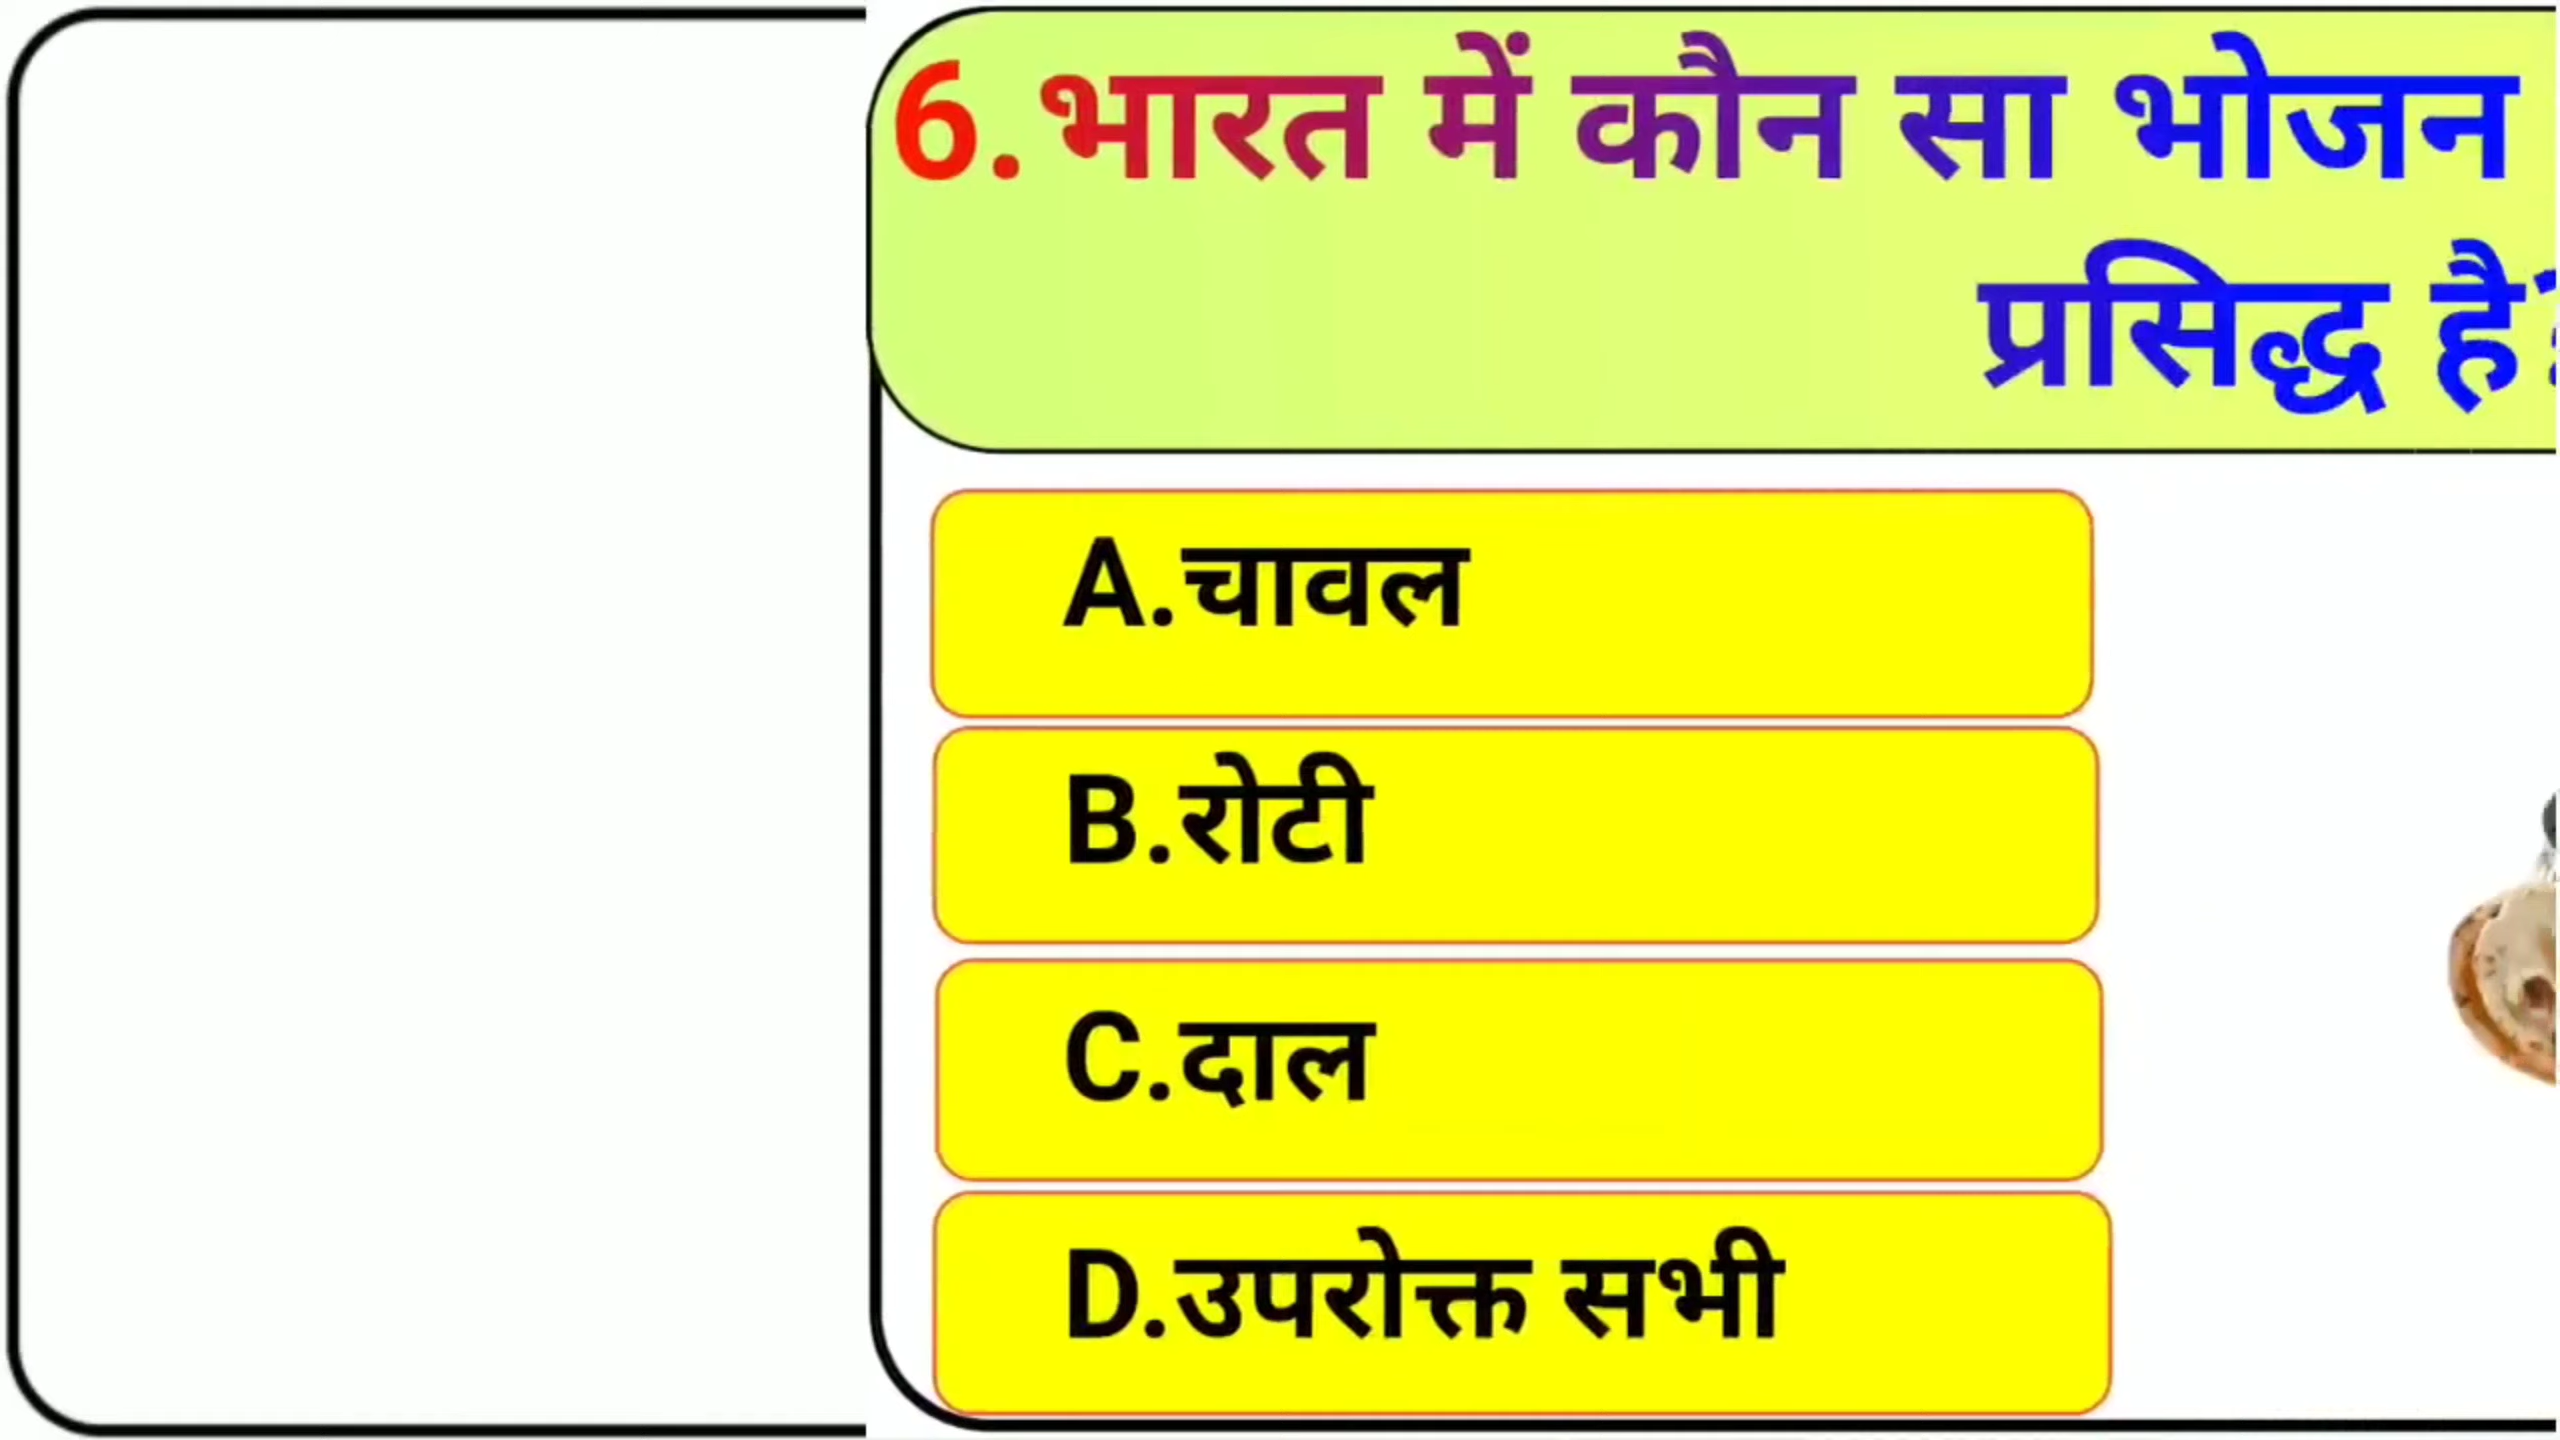 6.भारत में कौन सा भोजन
प्रसिद्ध है?
A.चावल
B.रोटी
C.दाल
D.उपरोक्त सभी